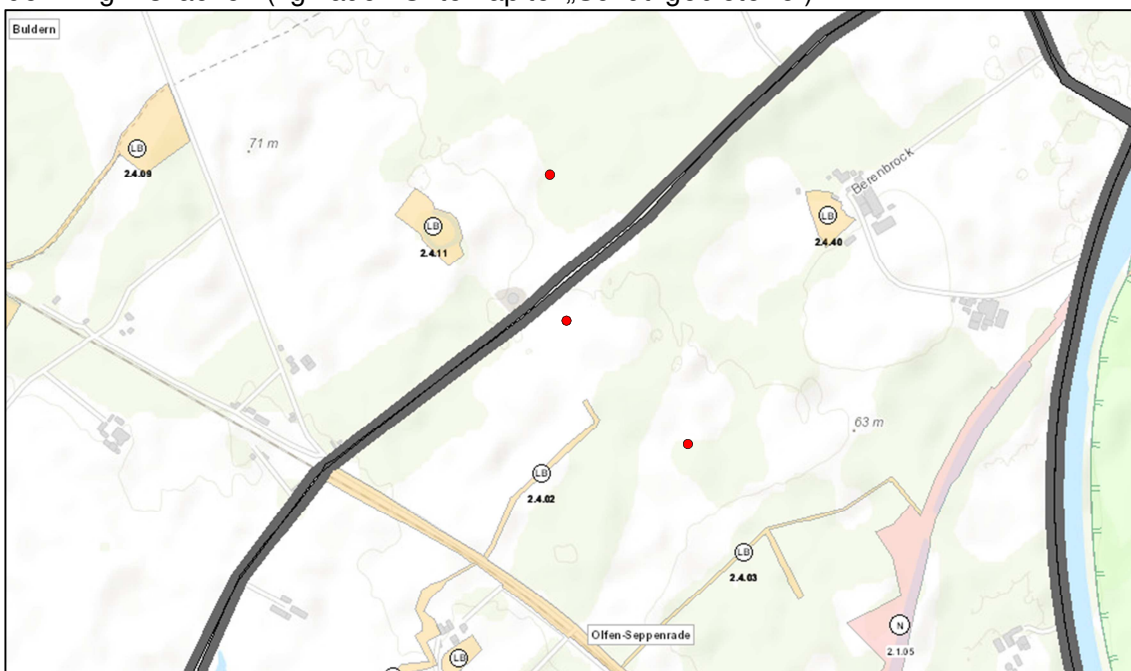 Buldern
LB
2.4.09
71 m
LB
2.4.11
Berenbrock
LB
2.4.40
63 m
LB
2.4.02
LB
2.4.03
Olfen-Seppenrade
N
2.1.05
LB